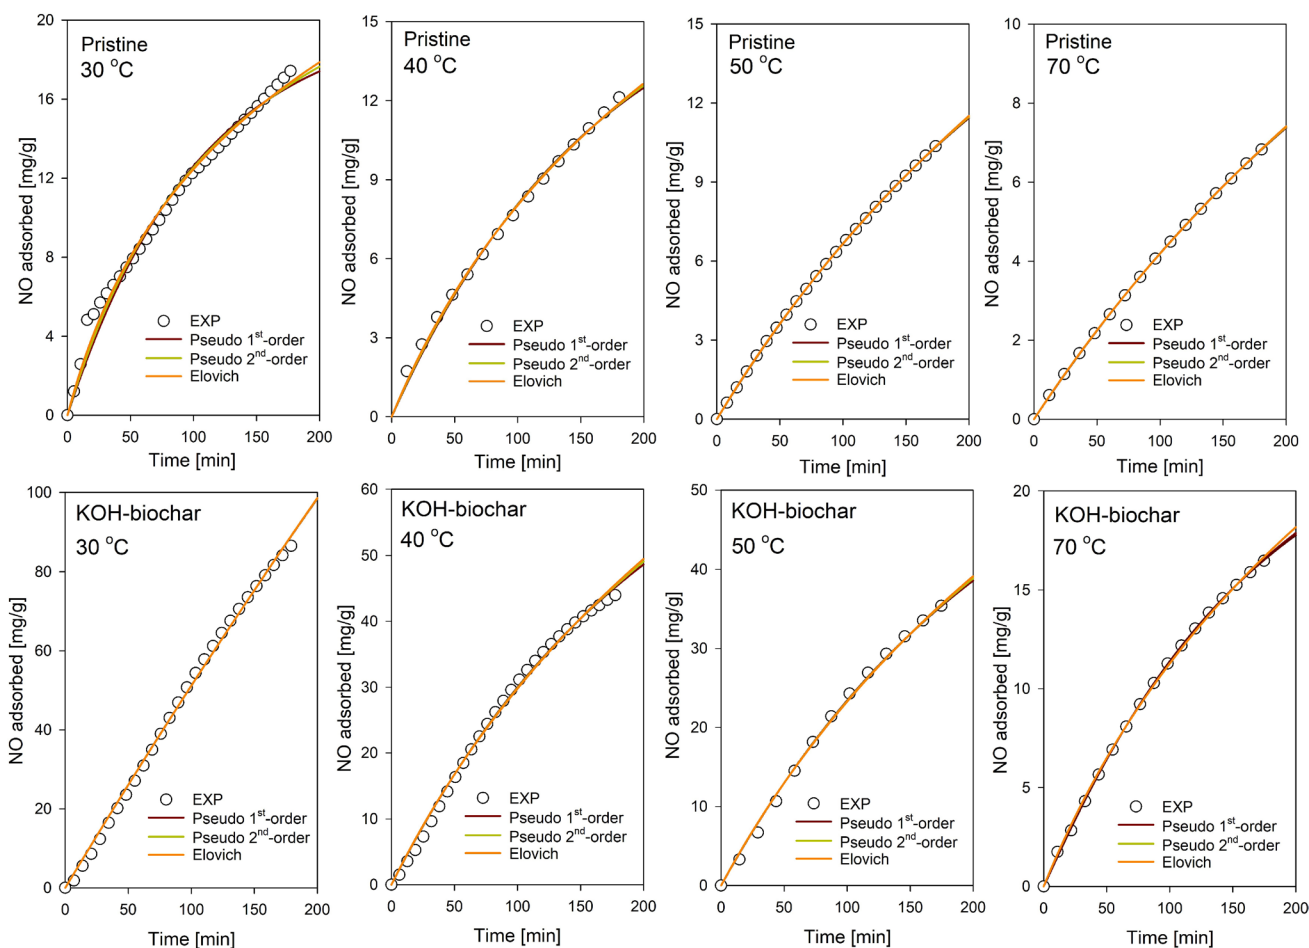 Pristine
30 °C
NO adsorbed [mg/g]
20
16
12
8
4
0
EXP
Pseudo 1st-order
Pseudo 2nd-order
Elovich
0 50 100 150 200
Time [min]
Pristine
40 °C
NO adsorbed [mg/g]
15
12
9
6
3
0
EXP
Pseudo 1st-order
Pseudo 2nd-order
Elovich
0 50 100 150 200
Time [min]
Pristine
50 °C
NO adsorbed [mg/g]
15
12
9
6
3
0
EXP
Pseudo 1st-order
Pseudo 2nd-order
Elovich
0 50 100 150 200
Time [min]
Pristine
70 °C
NO adsorbed [mg/g]
10
8
6
4
2
0
EXP
Pseudo 1st-order
Pseudo 2nd-order
Elovich
0 50 100 150 200
Time [min]
KOH-biochar
30 °C
NO adsorbed [mg/g]
100
80
60
40
20
0
EXP
Pseudo 1st-order
Pseudo 2nd-order
Elovich
0 50 100 150 200
Time [min]
KOH-biochar
40 °C
NO adsorbed [mg/g]
60
50
40
30
20
10
0
EXP
Pseudo 1st-order
Pseudo 2nd-order
Elovich
0 50 100 150 200
Time [min]
KOH-biochar
50 °C
NO adsorbed [mg/g]
50
40
30
20
10
0
EXP
Pseudo 1st-order
Pseudo 2nd-order
Elovich
0 50 100 150 200
Time [min]
KOH-biochar
70 °C
NO adsorbed [mg/g]
20
15
10
5
0
EXP
Pseudo 1st-order
Pseudo 2nd-order
Elovich
0 50 100 150 200
Time [min]